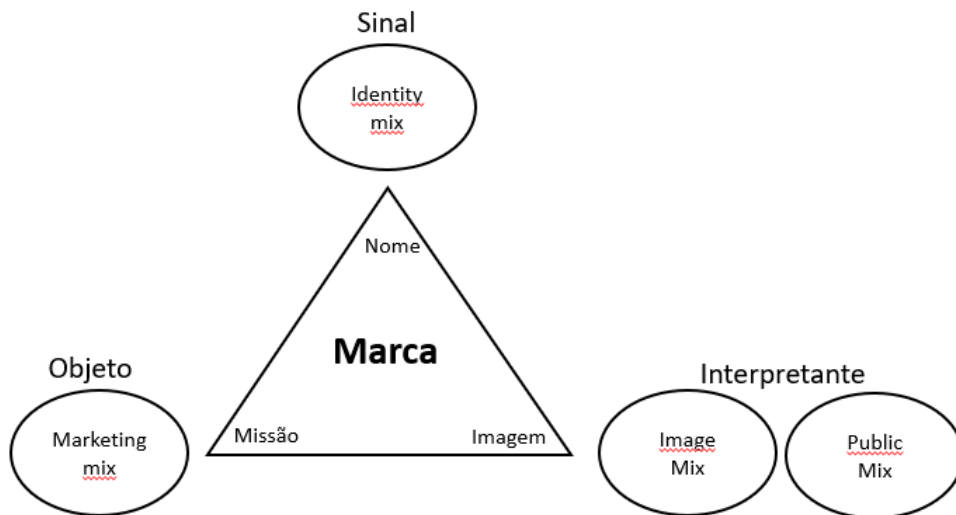 Sinal
Identity
mix
Nome
Marca
Objeto
Interpretante
Missão
Imagem
Marketing
mix
Image
Mix
Public
Mix